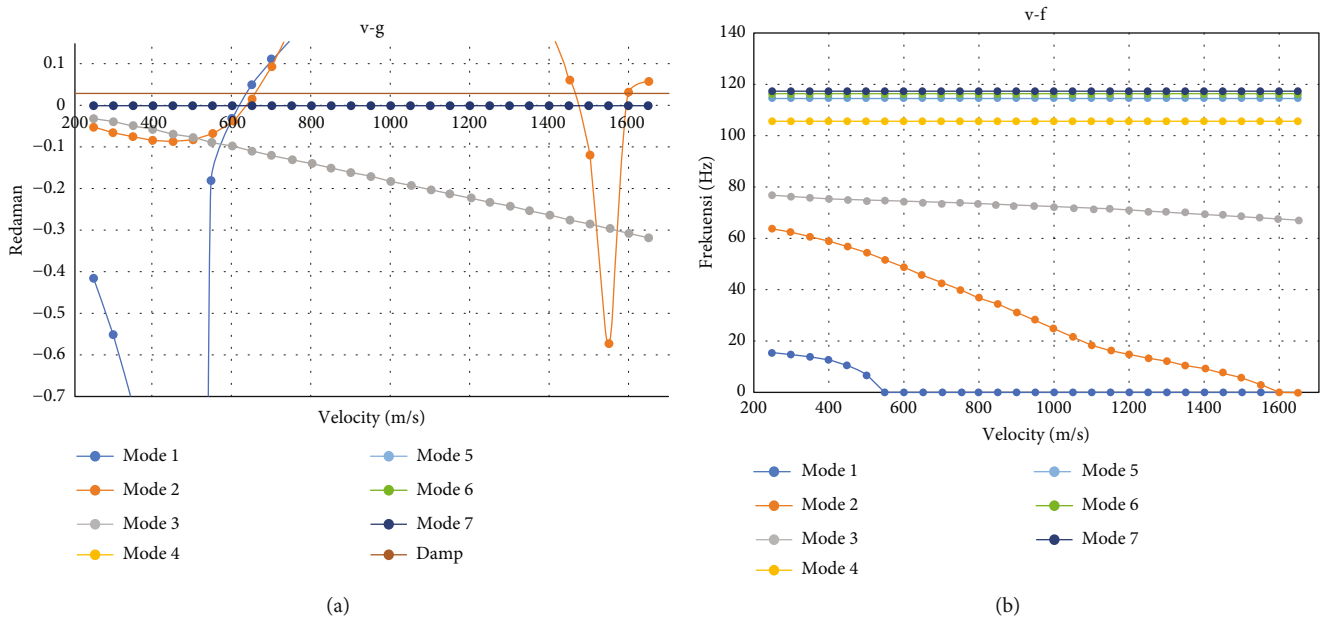 v-g
0.1
0
200 400 600 800 1000 1200 1400 1600
−0.1
−0.2
−0.3
−0.4
−0.5
−0.6
−0.7
Redaman
Velocity (m/s)
Mode 1
Mode 2
Mode 3
Mode 4
Mode 5
Mode 6
Mode 7
Damp
(a)
v-f
140
120
100
80
60
40
20
0
Frekuensi (Hz)
200 400 600 800 1000 1200 1400 1600
Velocity (m/s)
Mode 1
Mode 2
Mode 3
Mode 4
Mode 5
Mode 6
Mode 7
(b)